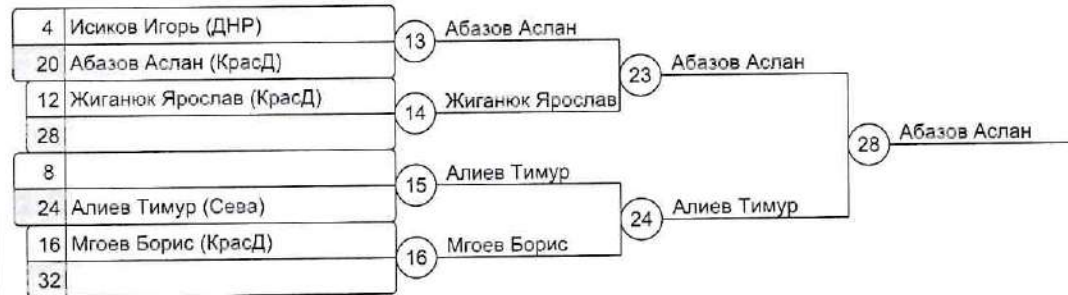 4 Исиков Игорь (ДНР)
13 Абазов Аслан
20 Абазов Аслан (КрасД)
23 Абазов Аслан
12 Жиганюк Ярослав (КрасД)
14 Жиганюк Ярослав
28
28 Абазов Аслан
8
15 Алиев Тимур
24 Алиев Тимур (Сева)
24 Алиев Тимур
16 Мгоев Борис (КрасД)
16 Мгоев Борис
32